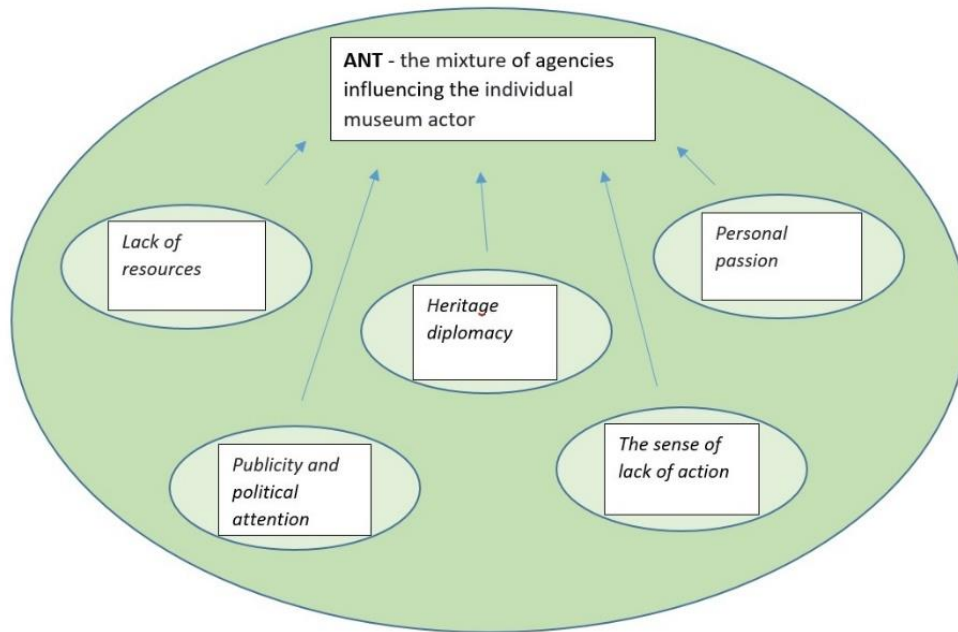 ANT - the mixture of agencies
influencing the individual
museum actor
Lack of
resources
Personal
passion
Heritage
diplomacy
Publicity and
political
attention
The sense of
lack of action